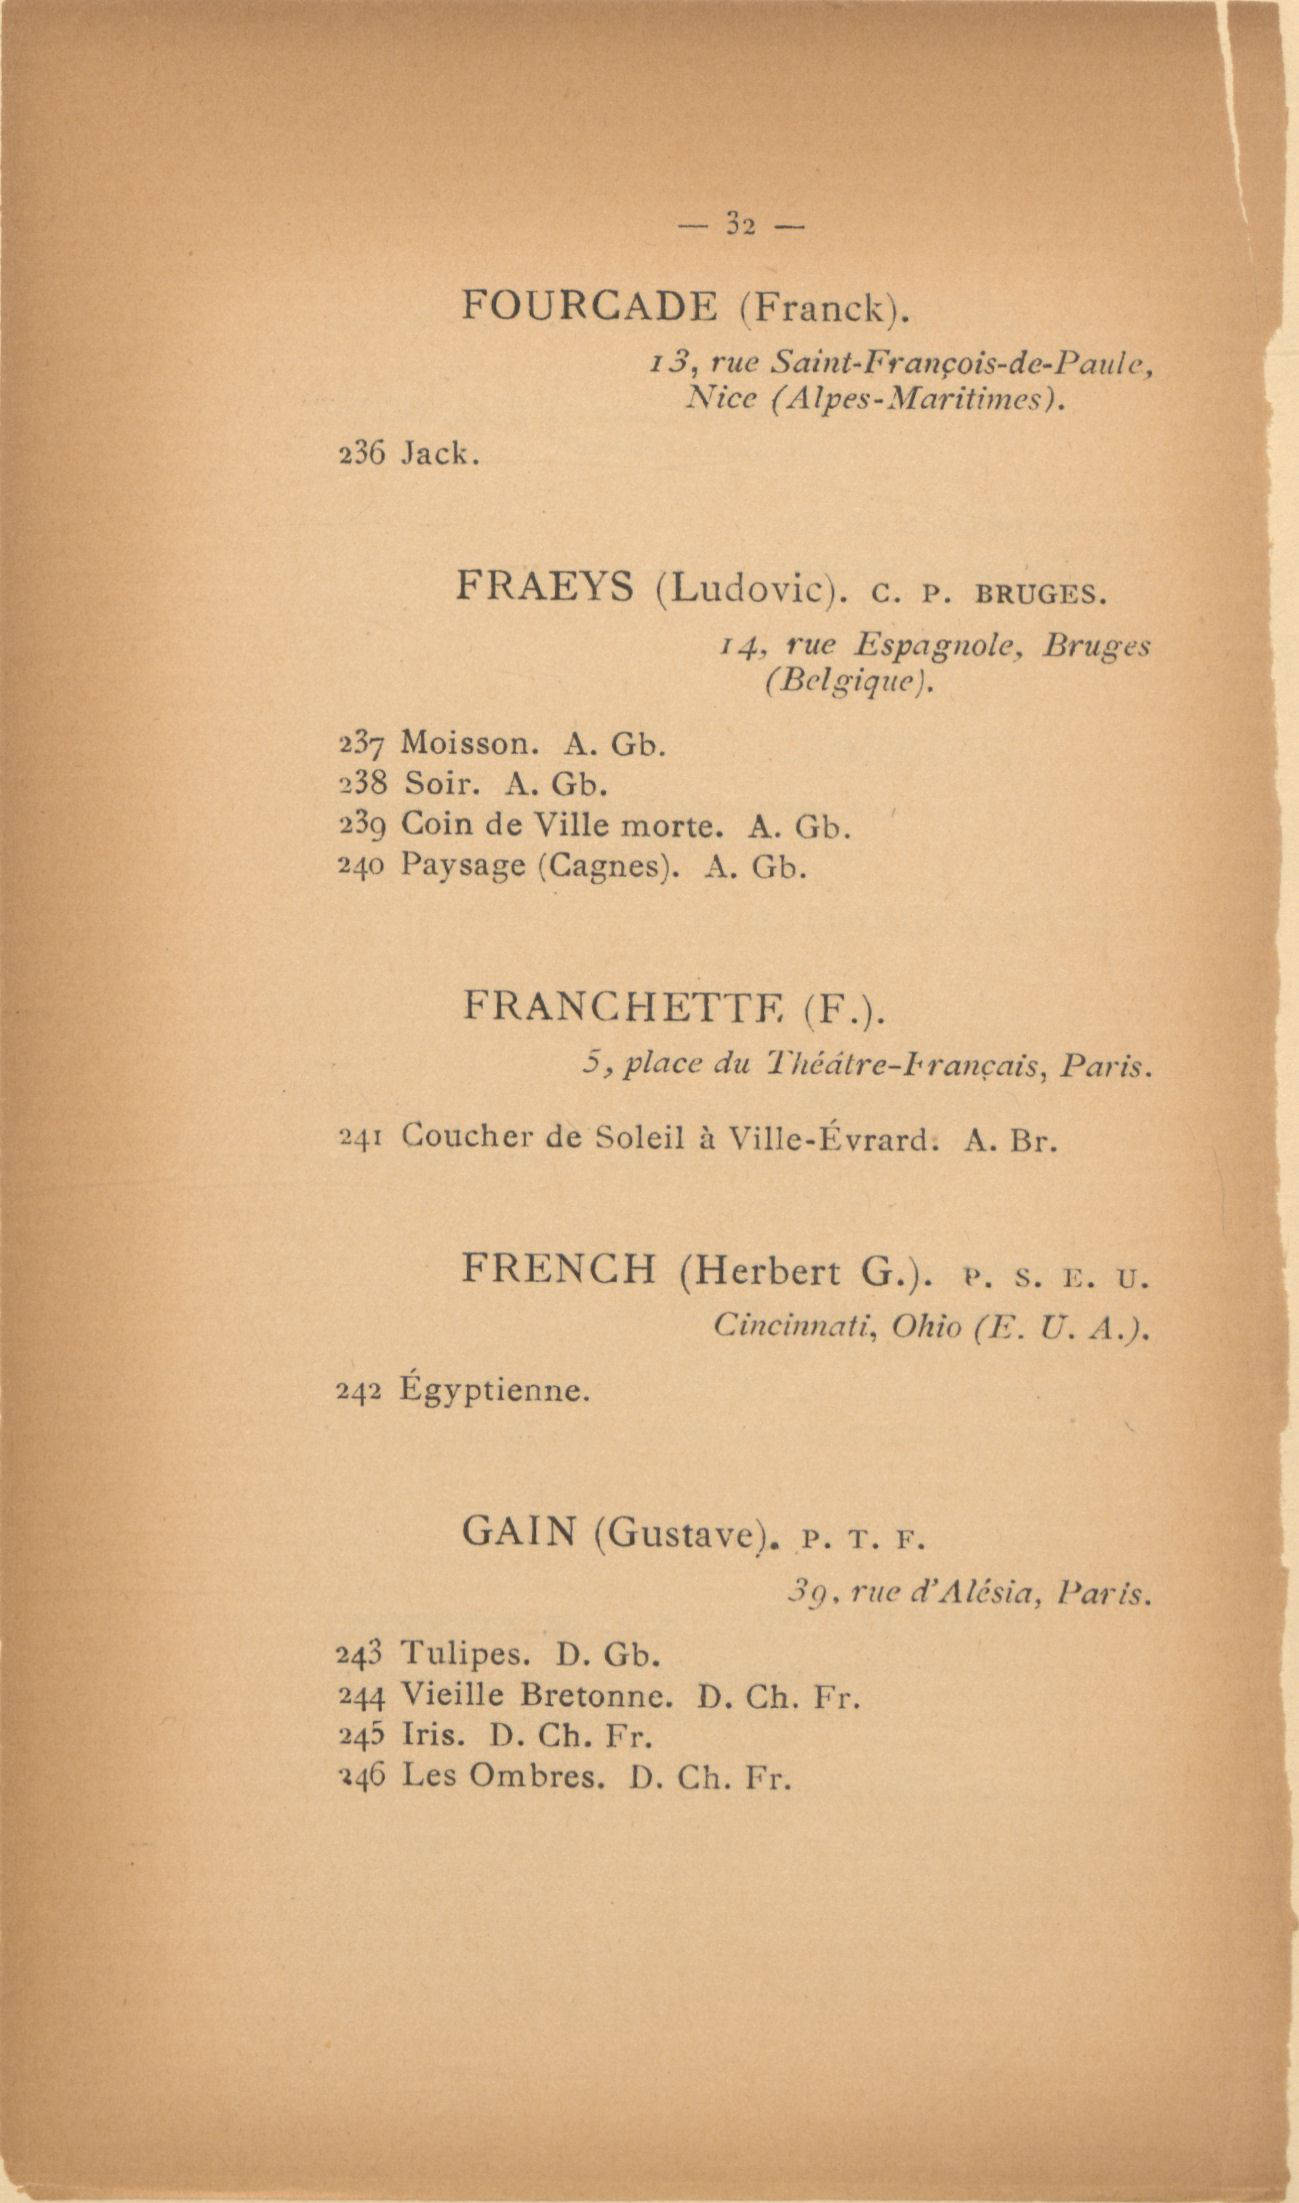 — 32 —
FOURCADE (Franck).
13, rue Saint-François-de-Paule,
Nice (Alpes-Maritimes).
236 Jack.
FRAEYS (Ludovic). C. P. BRUGES.
14, rue Espagnole, Bruges
(Belgique).
237 Moisson. A. Gb.
238 Soir. A. Gb.
239 Coin de Ville morte. A. Gb.
240 Paysage (Cagnes). A. Gb.
FRANCHETTE (F.).
5, place du Théâtre-Français, Paris.
241 Coucher de Soleil à Ville-Évrard. A. Br.
FRENCH (Herbert G.). P. S. E. U.
Cincinnati, Ohio (E. U. A.).
242 Égyptienne.
GAIN (Gustave). P. T. F.
39, rue d'Alésia, Paris.
243 Tulipes. D. Gb.
244 Vieille Bretonne. D. Ch. Fr.
245 Iris. D. Ch. Fr.
246 Les Ombres. D. Ch. Fr.